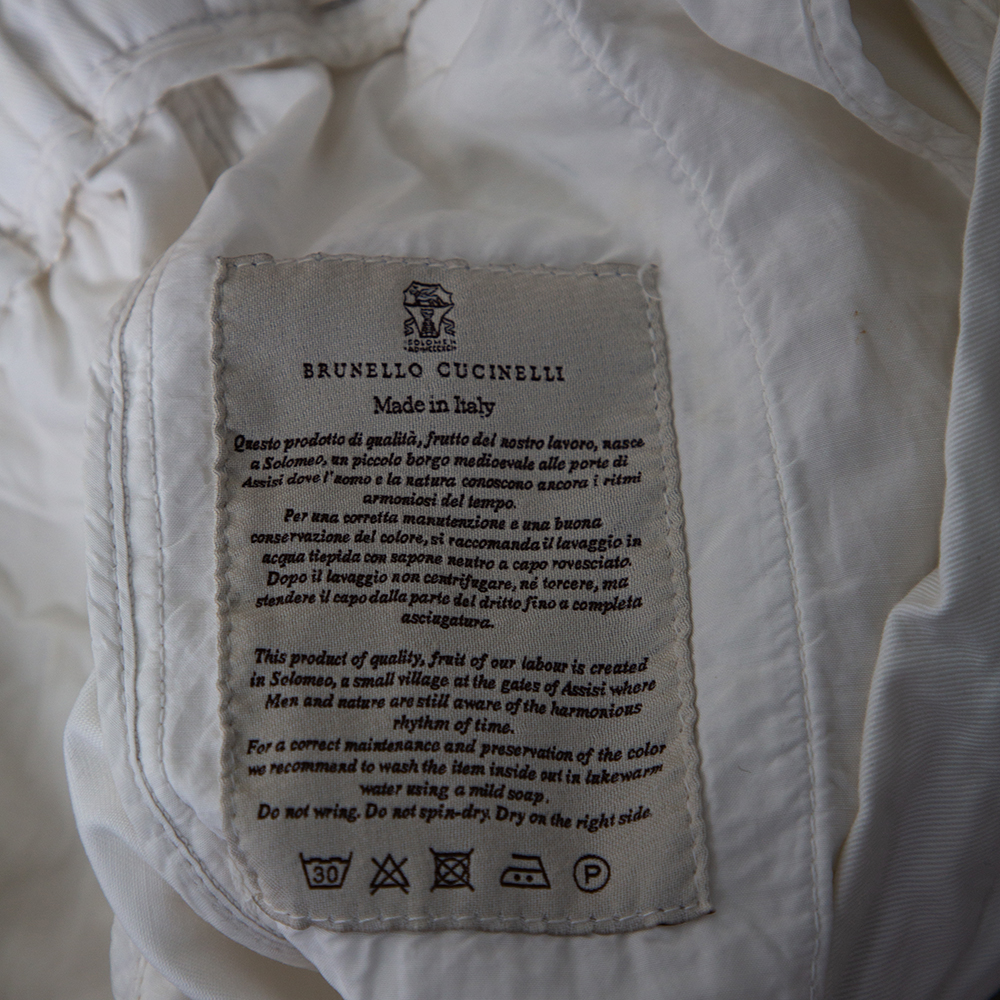 SOLOMEO
BRUNELLO CUCINELLI
Made in Italy
Questo prodotto di qualità, frutto del nostro lavoro, nasce
a Solomeo, un piccolo borgo medioevale alle porte di
Assisi dove l'uomo e la natura conoscono ancora i ritmi
armoniosi del tempo.
Per una corretta manutenzione e una buona
conservazione del colore, si raccomanda il lavaggio in
acqua tiepida con sapone neutro a capo rovesciato.
Dopo il lavaggio non centrifugare, né torcere, ma
stendere il capo dalla parte del dritto fino a completa
asciugatura.
This product of quality, fruit of our labour is created
in Solomeo, a small village at the gates of Assisi where
Men and nature are still aware of the harmonious
rhythm of time.
For a correct maintenance and preservation of the color
we recommend to wash the item inside out in lukewarm
water using a mild soap.
Do not wring. Do not spin-dry. Dry on the right side.
30 P